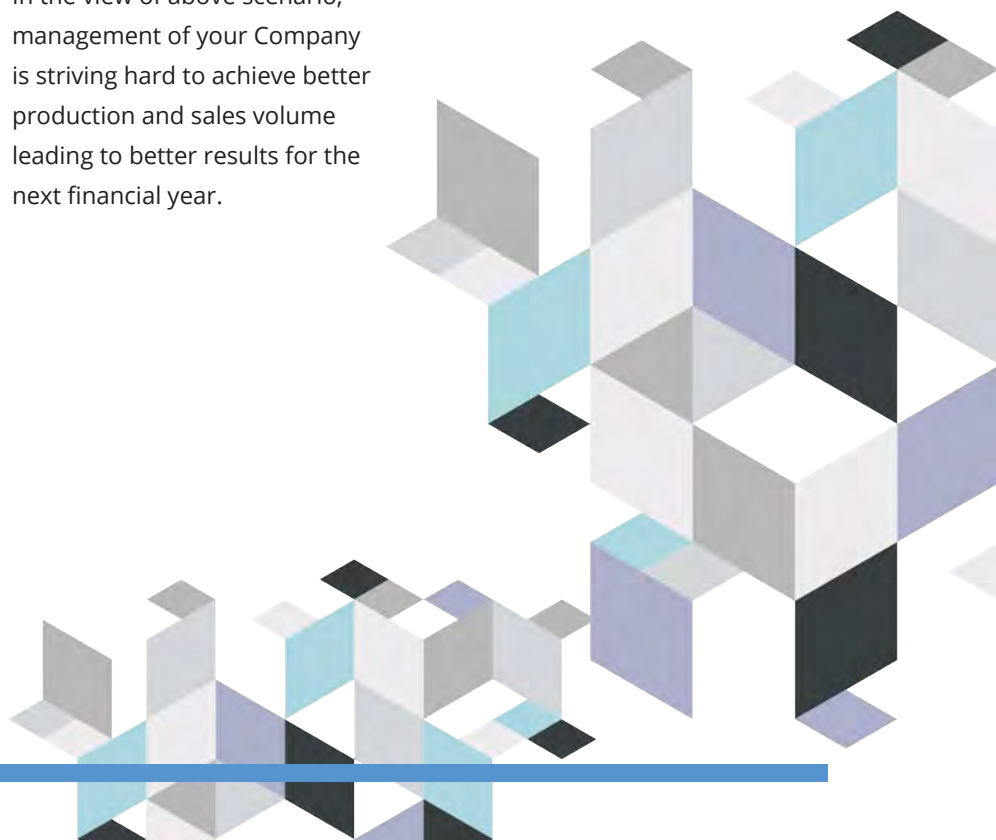 In the view of above scenario,
management of your Company
is striving hard to achieve better
production and sales volume
leading to better results for the
next financial year.